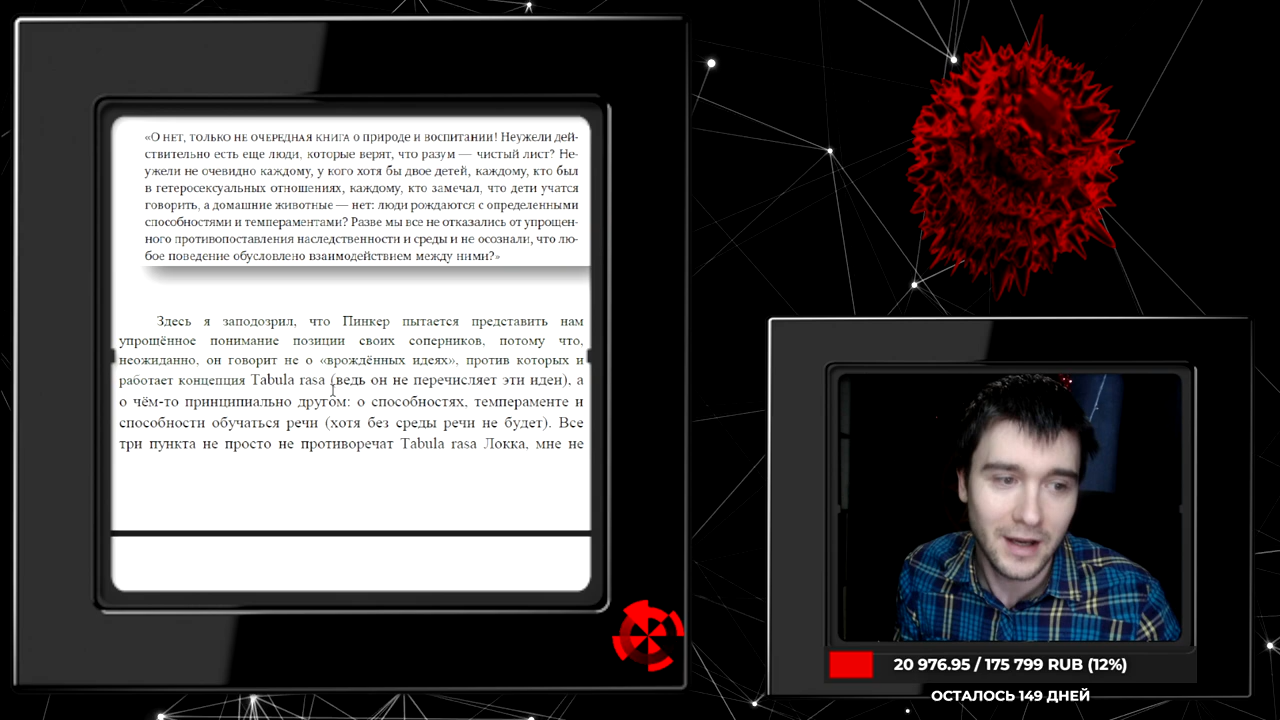 «О НЕТ, ТОЛЬКО НЕ ОЧЕРЕДНАЯ КНИГА о природе и воспитании! Неужели дей-
ствительно есть еще люди, которые верят, что разум — чистый лист? Не-
ужели не очевидно каждому, у кого хотя бы двое детей, каждому, кто был
в гетеросексуальных отношениях, каждому, кто замечал, что дети учатся
говорить, а домашние животные — нет: люди рождаются с определенными
способностями и темпераментами? Разве мы все не отказались от упрощен-
ного противопоставления наследственности и среды и не осознали, что лю-
бое поведение обусловлено взаимодействием между ними?»
Здесь я заподозрил, что Пинкер пытается представить нам
упрощённое понимание позиции своих соперников, потому что,
неожиданно, он говорит не о «врождённых идеях», против которых и
работает концепция Tabula rasa (ведь он не перечисляет эти идеи), а
о чём-то принципиально другом: о способностях, темпераменте и
способности обучаться речи (хотя без среды речи не будет). Все
три пункта не просто не противоречат Tabula rasa Локка, мне не
20 976.95 / 175 799 RUB (12%)
ОСТАЛОСЬ 149 ДНЕЙ